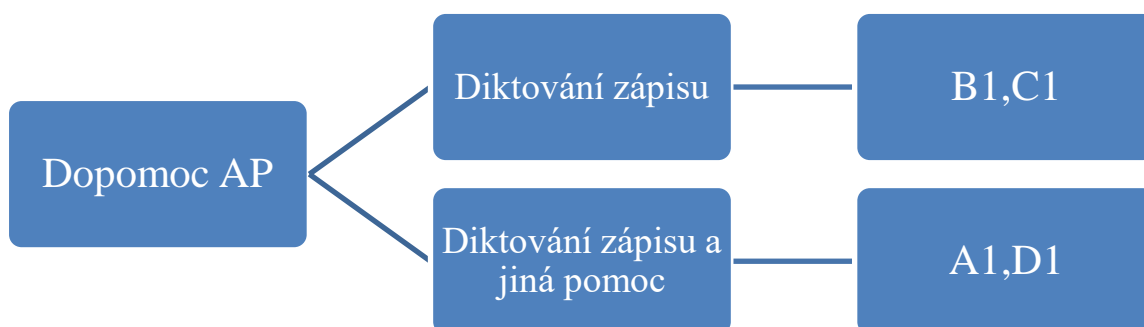 Dopomoc AP
Diktování zápisu
B1,C1
Diktování zápisu a
jiná pomoc
A1,D1